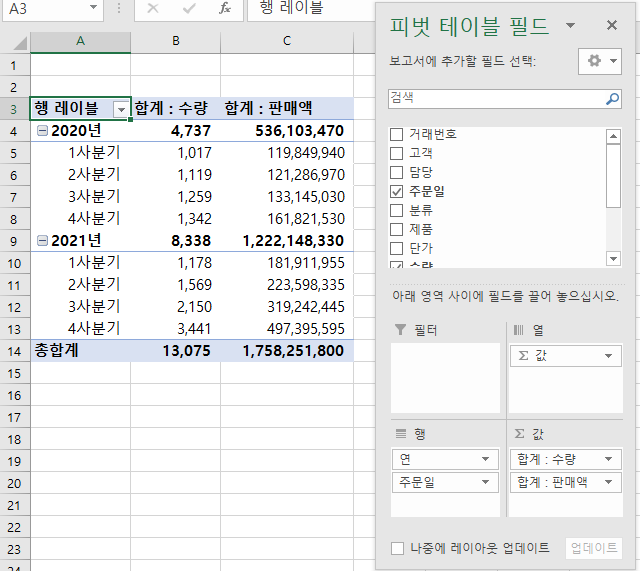 A3 fx 행 레이블
A B C
1
2
3 행 레이블 합계 : 수량 합계 : 판매액
4 2020년 4,737 536,103,470
5 1사분기 1,017 119,849,940
6 2사분기 1,119 121,286,970
7 3사분기 1,259 133,145,030
8 4사분기 1,342 161,821,530
9 2021년 8,338 1,222,148,330
10 1사분기 1,178 181,911,955
11 2사분기 1,569 223,598,335
12 3사분기 2,150 319,242,445
13 4사분기 3,441 497,395,595
14 총합계 13,075 1,758,251,800
15
16
17
18
19
20
21
22
23
24
피벗 테이블 필드
보고서에 추가할 필드 선택:
검색
거래번호
고객
담당
주문일
분류
제품
단가
수량
아래 영역 사이에 필드를 끌어 놓으십시오.
필터
열
Σ 값
행
연
주문일
Σ 값
합계 : 수량
합계 : 판매액
나중에 레이아웃 업데이트 업데이트